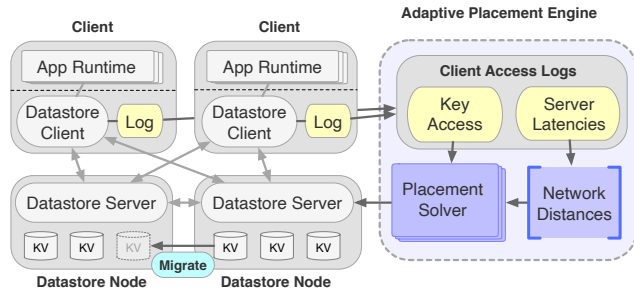 Client
Client
Adaptive Placement Engine
App Runtime
App Runtime
Client Access Logs
Datastore
Client
Log
Datastore
Client
Log
Key
Access
Server
Latencies
Datastore Server
Datastore Server
Placement
Solver
Network
Distances
KV
KV
KV
KV
KV
KV
Migrate
Datastore Node
Datastore Node